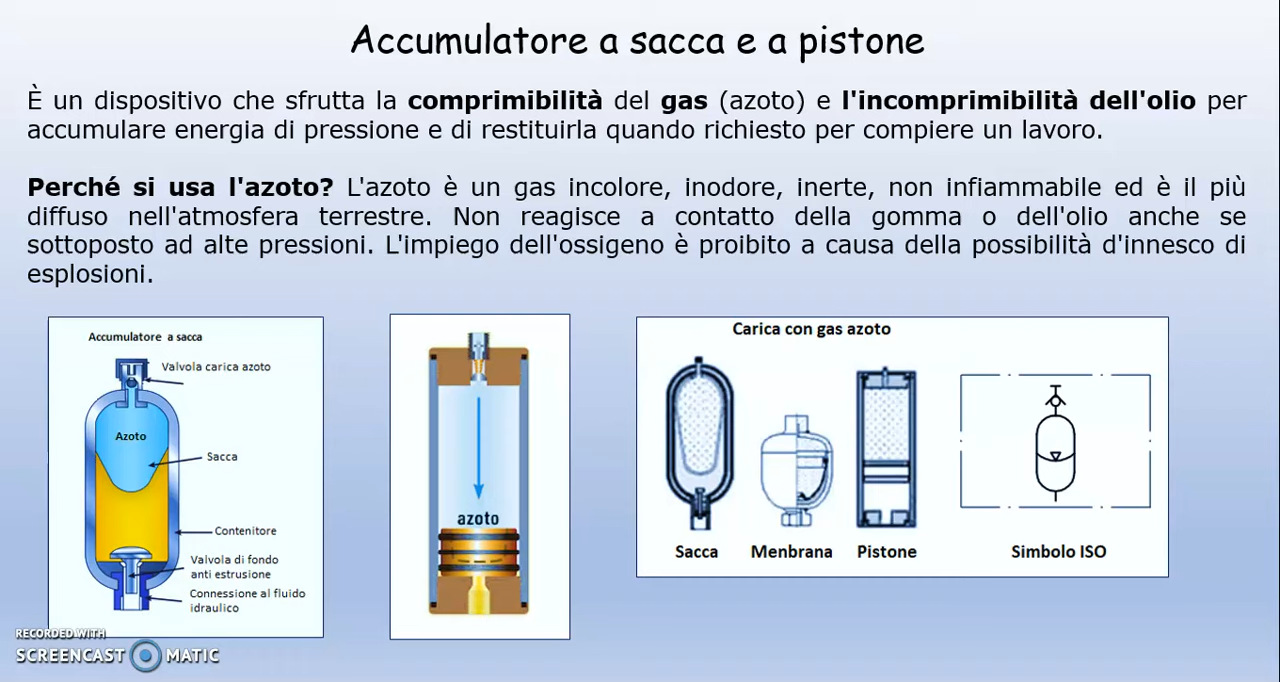 Accumulatore a sacca e a pistone
È un dispositivo che sfrutta la comprimibilità del gas (azoto) e l'incomprimibilità dell'olio per
accumulare energia di pressione e di restituirla quando richiesto per compiere un lavoro.
Perché si usa l'azoto? L'azoto è un gas incolore, inodore, inerte, non infiammabile ed è il più
diffuso nell'atmosfera terrestre. Non reagisce a contatto della gomma o dell'olio anche se
sottoposto ad alte pressioni. L'impiego dell'ossigeno è proibito a causa della possibilità d'innesco di
esplosioni.
Accumulatore a sacca
Valvola carica azoto
Azoto
Sacca
Contenitore
Valvola di fondo
anti estrusione
Connessione al fluido
idraulico
azoto
Carica con gas azoto
Sacca
Menbrana
Pistone
Simbolo ISO
RECORDED WITH
SCREENCAST MATIC